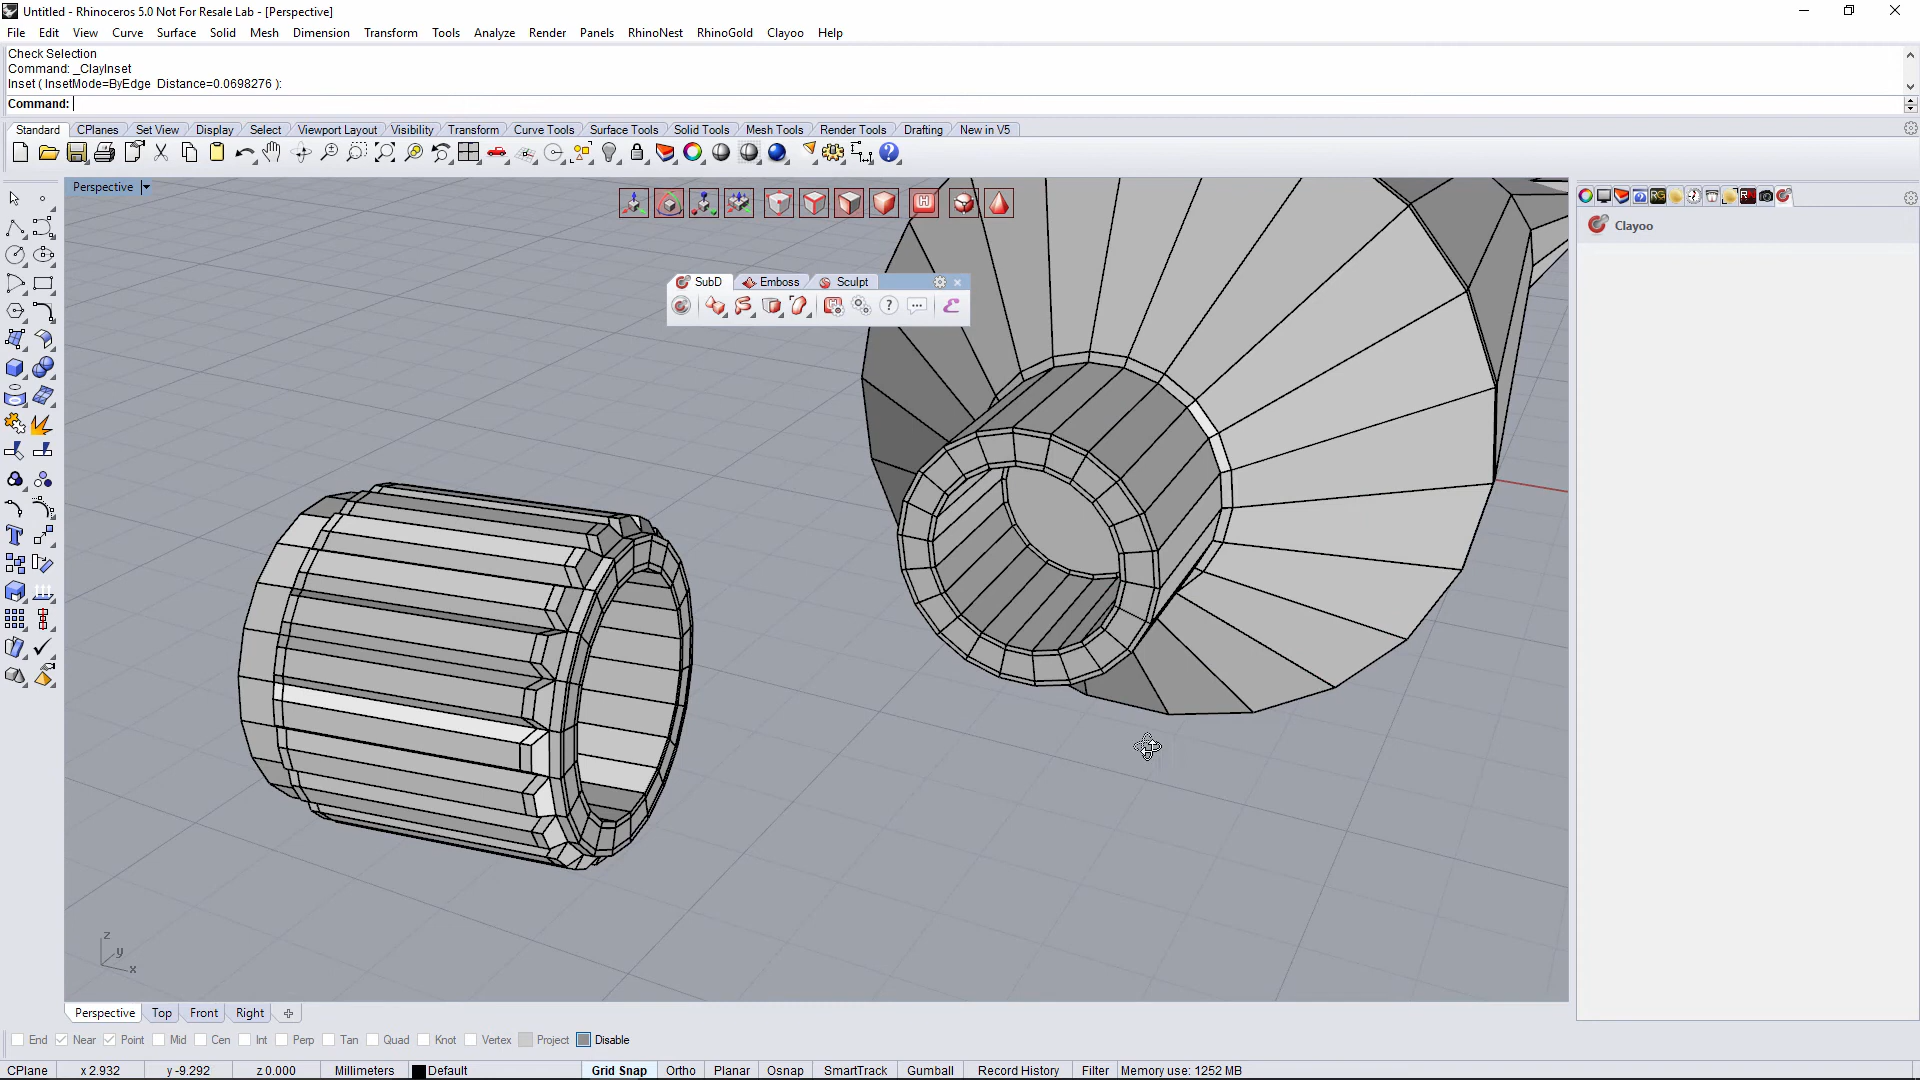 Untitled - Rhinoceros 5.0 Not For Resale Lab - [Perspective]
File Edit View Curve Surface Solid Mesh Dimension Transform Tools Analyze Render Panels RhinoNest RhinoGold Clayoo Help
Check Selection
Command: _ClayInset
Inset ( InsetMode=ByEdge Distance=0.0698276 ):
Command:
Standard CPlanes Set View Display Select Viewport Layout Visibility Transform Curve Tools Surface Tools Solid Tools Mesh Tools Render Tools Drafting New in V5
Perspective
Clayoo
SubD Emboss Sculpt
z
y
x
Perspective Top Front Right
End Near Point Mid Cen Int Perp Tan Quad Knot Vertex Project Disable
CPlane x 2.932 y -9.292 z 0.000 Millimeters Default Grid Snap Ortho Planar Osnap SmartTrack Gumball Record History Filter Memory use: 1252 MB